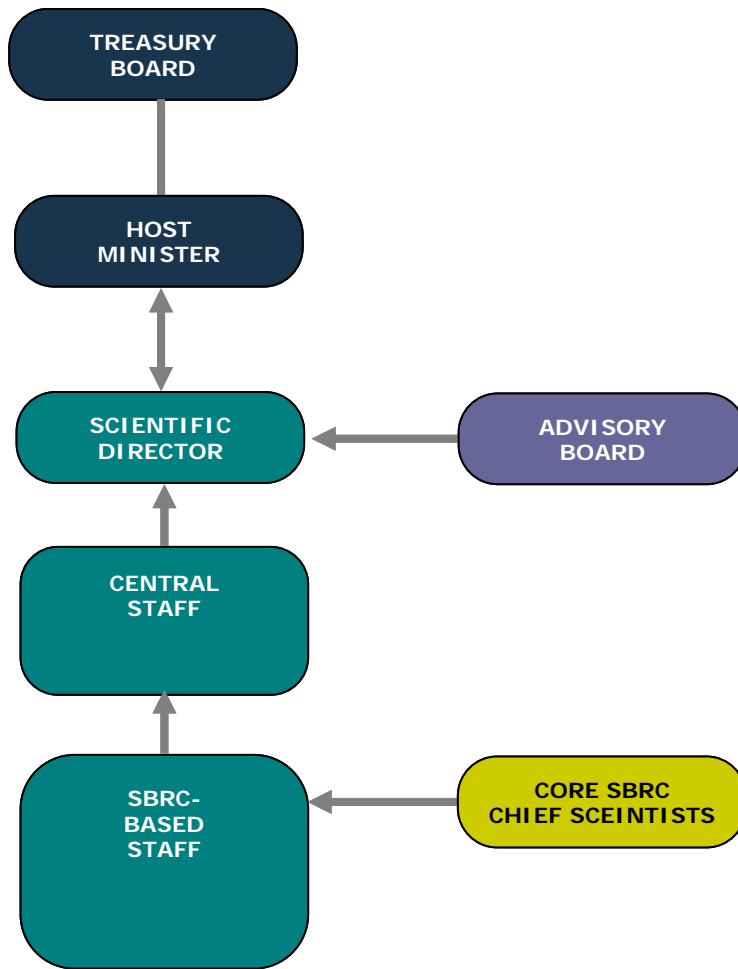 TREASURY
BOARD
HOST
MINISTER
SCIENTIFIC
DIRECTOR
ADVISORY
BOARD
CENTRAL
STAFF
SBRC-
BASED
STAFF
CORE SBRC
CHIEF SCEINTISTS